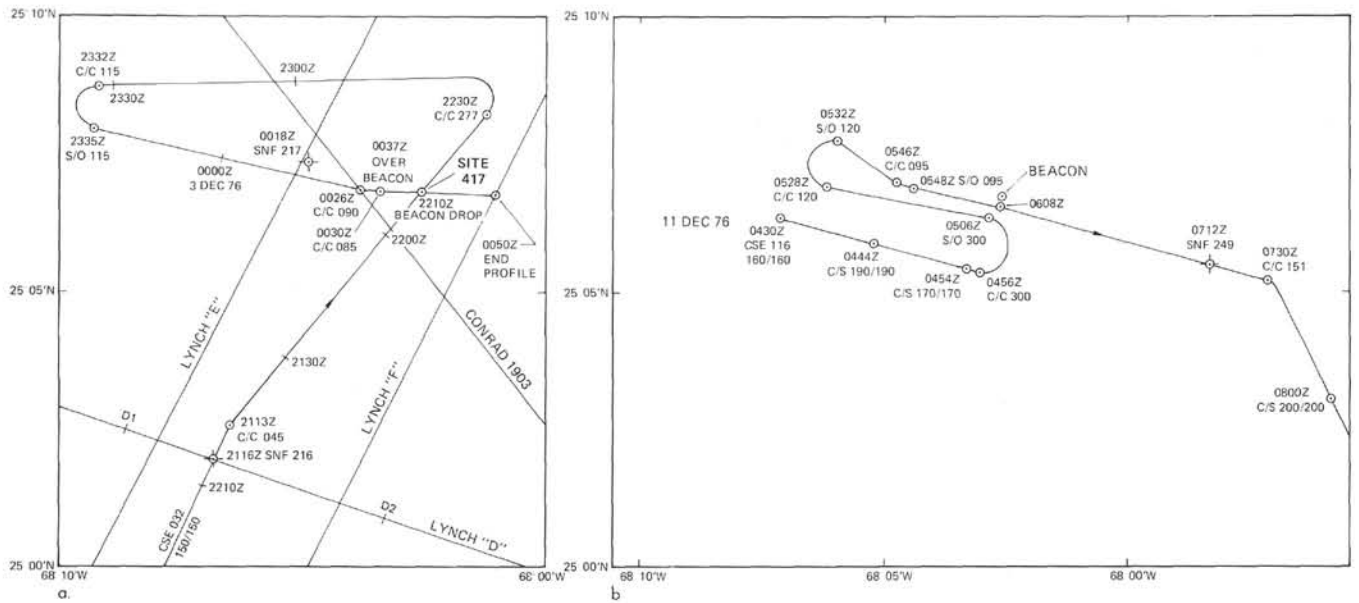 25 10'N
2332Z
C/C 115
2330Z
2300Z
2230Z
C/C 277
2335Z
S/O 115
0018Z
SNF 217
0037Z
OVER
BEACON
SITE
417
0000Z
3 DEC 76
0026Z
C/C 090
0030Z
C/C 085
2210Z
BEACON DROP
2200Z
0050Z
END
PROFILE
25 05'N
LYNCH "E"
CONRAD 1903
2130Z
LYNCH "F"
D1
2113Z
C/C 045
2116Z SNF 216
2210Z
D2
LYNCH "D"
CSE 032
150/150
25 00'N
68 10'W
68 00'W
a.
25 10'N
0532Z
S/O 120
0546Z
C/C 095
0548Z S/O 095
BEACON
0528Z
C/C 120
0608Z
11 DEC 76
0430Z
CSE 116
160/160
0506Z
S/O 300
0444Z
C/S 190/190
0454Z
C/S 170/170
0456Z
C/C 300
0712Z
SNF 249
0730Z
C/C 151
25 05'N
0800Z
C/S 200/200
25 00'N
68 10'W
68 05'W
68 00'W
b